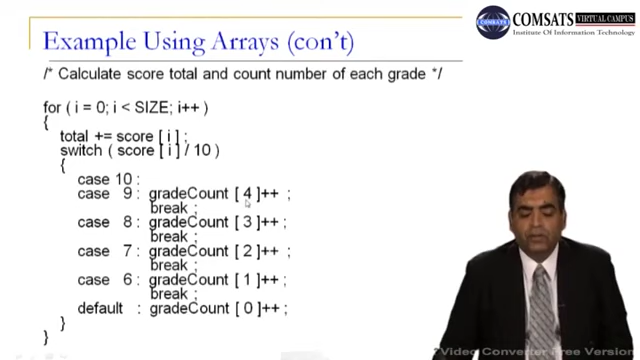 COMSATS VIRTUAL CAMPUS
COMSATS
Institute Of Information Technology
Example Using Arrays (con't)
/* Calculate score total and count number of each grade */
for ( i = 0; i < SIZE; i++ )
{
total += score [ i ] ;
switch ( score [ i ] / 10 )
{
case 10 :
case 9 : gradeCount [ 4 ]++ ;
break ;
case 8 : gradeCount [ 3 ]++ ;
break ;
case 7 : gradeCount [ 2 ]++ ;
break ;
case 6 : gradeCount [ 1 ]++ ;
break ;
default : gradeCount [ 0 ]++ ;
}
}
Video Converter Free Version